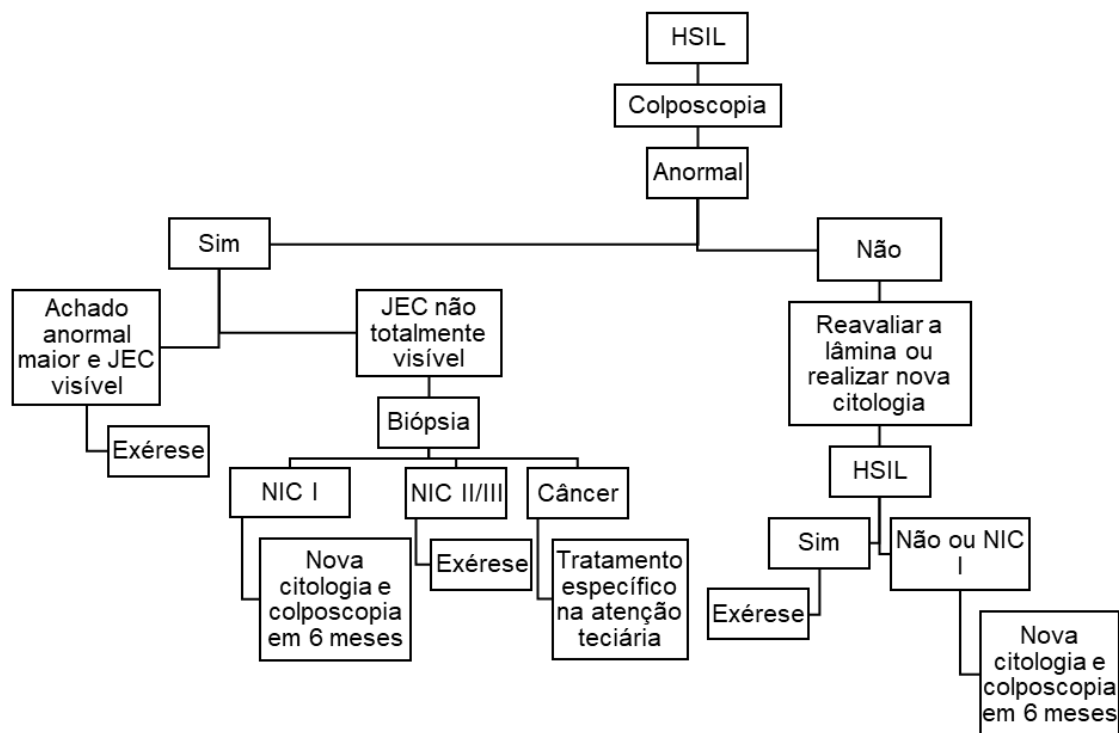 HSIL
Colposcopia
Anormal
Sim
Não
Achado
anormal
maior e JEC
visível
JEC não
totalmente
visível
Reavaliar a
lâmina ou
realizar nova
citologia
Exérese
Biópsia
HSIL
NIC I
NIC II/III
Câncer
Sim
Não ou NIC
I
Nova
citologia e
colposcopia
em 6 meses
Exérese
Tratamento
específico
na atenção
teciária
Exérese
Nova
citologia e
colposcopia
em 6 meses